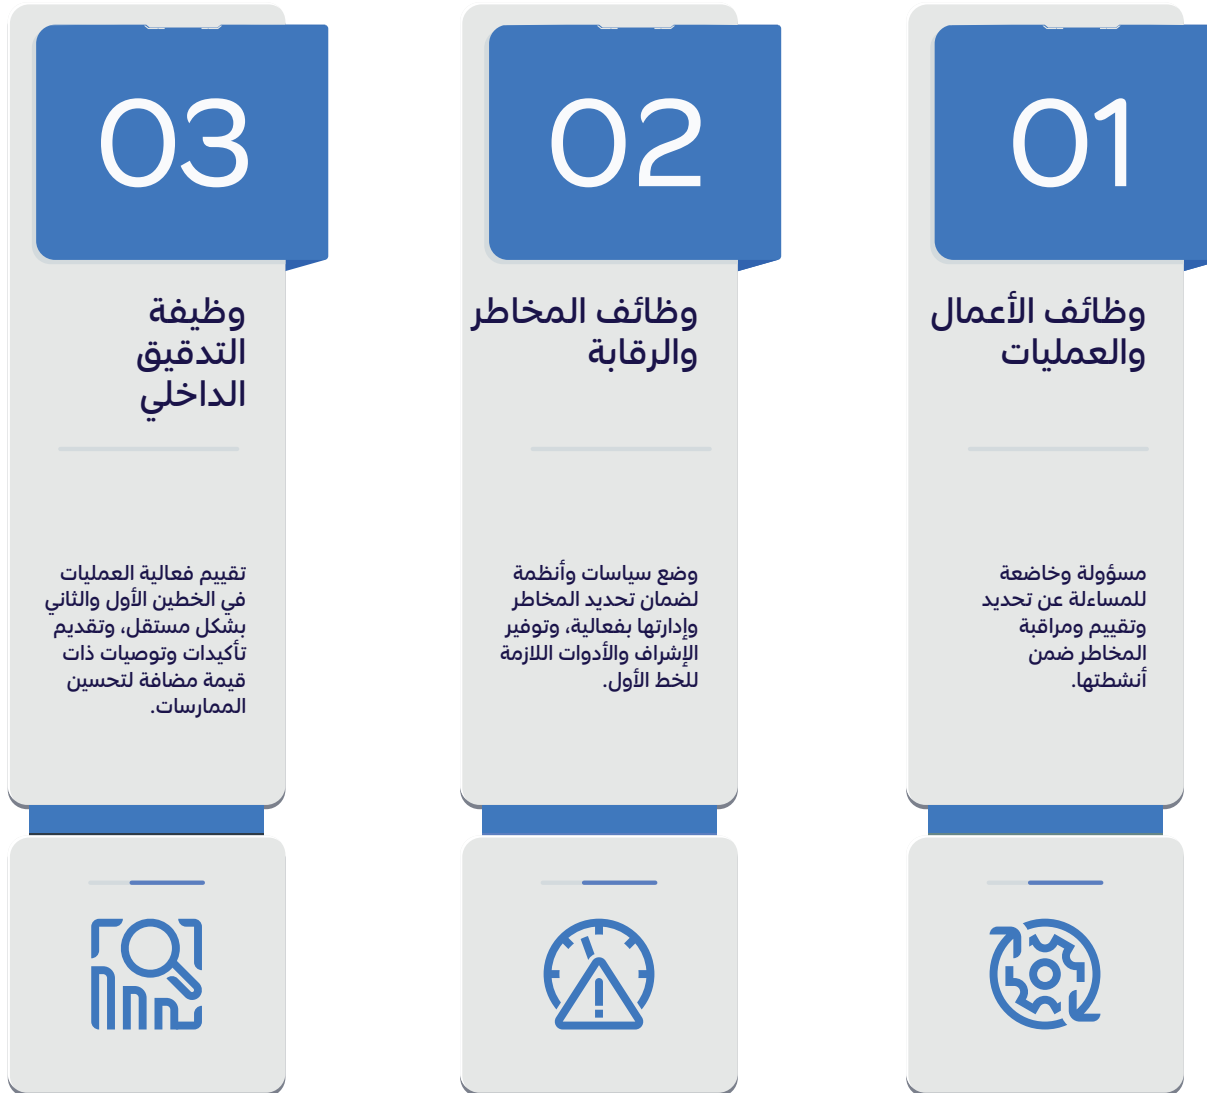 01
وظائف الأعمال
والعمليات
مسؤولة وخاضعة
للمساءلة عن تحديد
وتقييم ومراقبة
المخاطر ضمن
أنشطتها.
02
وظائف المخاطر
والرقابة
وضع سياسات وأنظمة
لضمان تحديد المخاطر
وإدارتها بفعالية، وتوفير
الإشراف والأدوات اللازمة
للخط الأول.
03
وظيفة
التدقيق
الداخلي
تقييم فعالية العمليات
في الخطين الأول والثاني
بشكل مستقل، وتقديم
تأكيدات وتوصيات ذات
قيمة مضافة لتحسين
الممارسات.